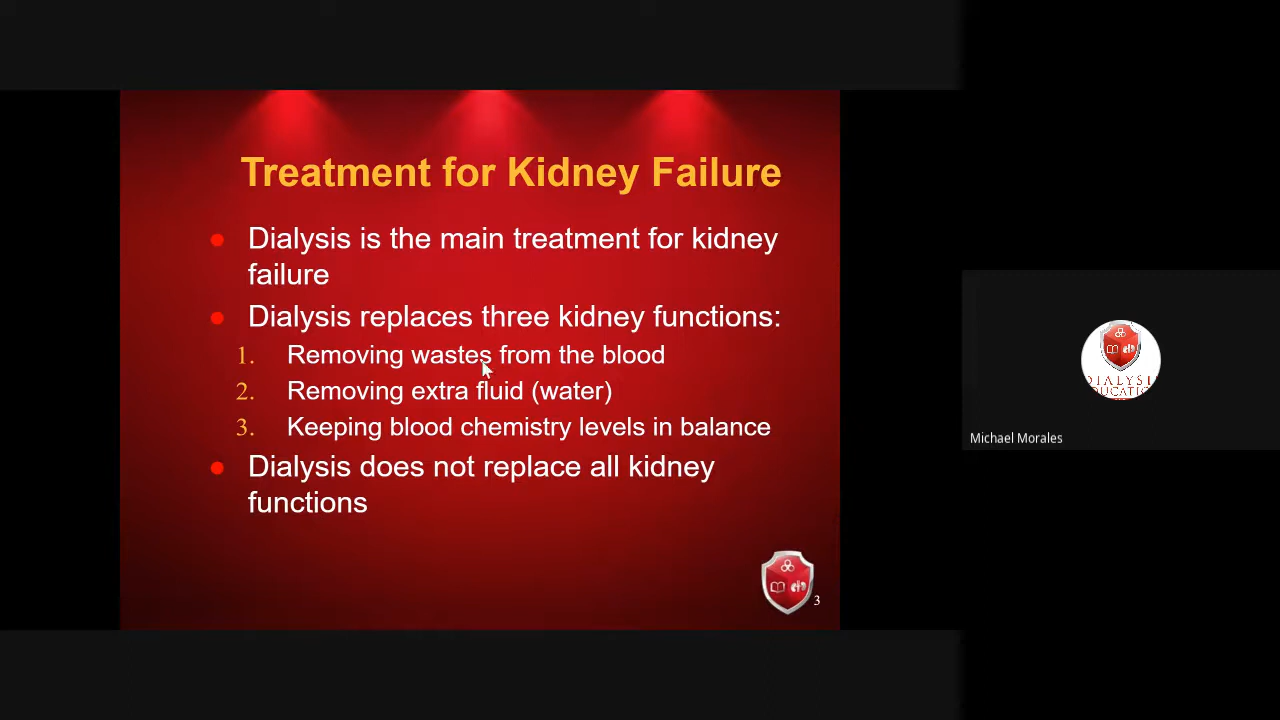 Treatment for Kidney Failure
Dialysis is the main treatment for kidney
failure
Dialysis replaces three kidney functions:
1. Removing wastes from the blood
2. Removing extra fluid (water)
3. Keeping blood chemistry levels in balance
Dialysis does not replace all kidney
functions
3
Michael Morales